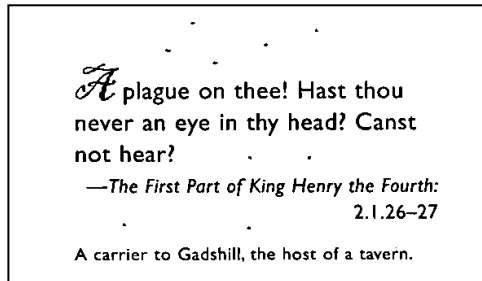 A plague on thee! Hast thou
never an eye in thy head? Canst
not hear?
—The First Part of King Henry the Fourth:
2.1.26–27
A carrier to Gadshill, the host of a tavern.